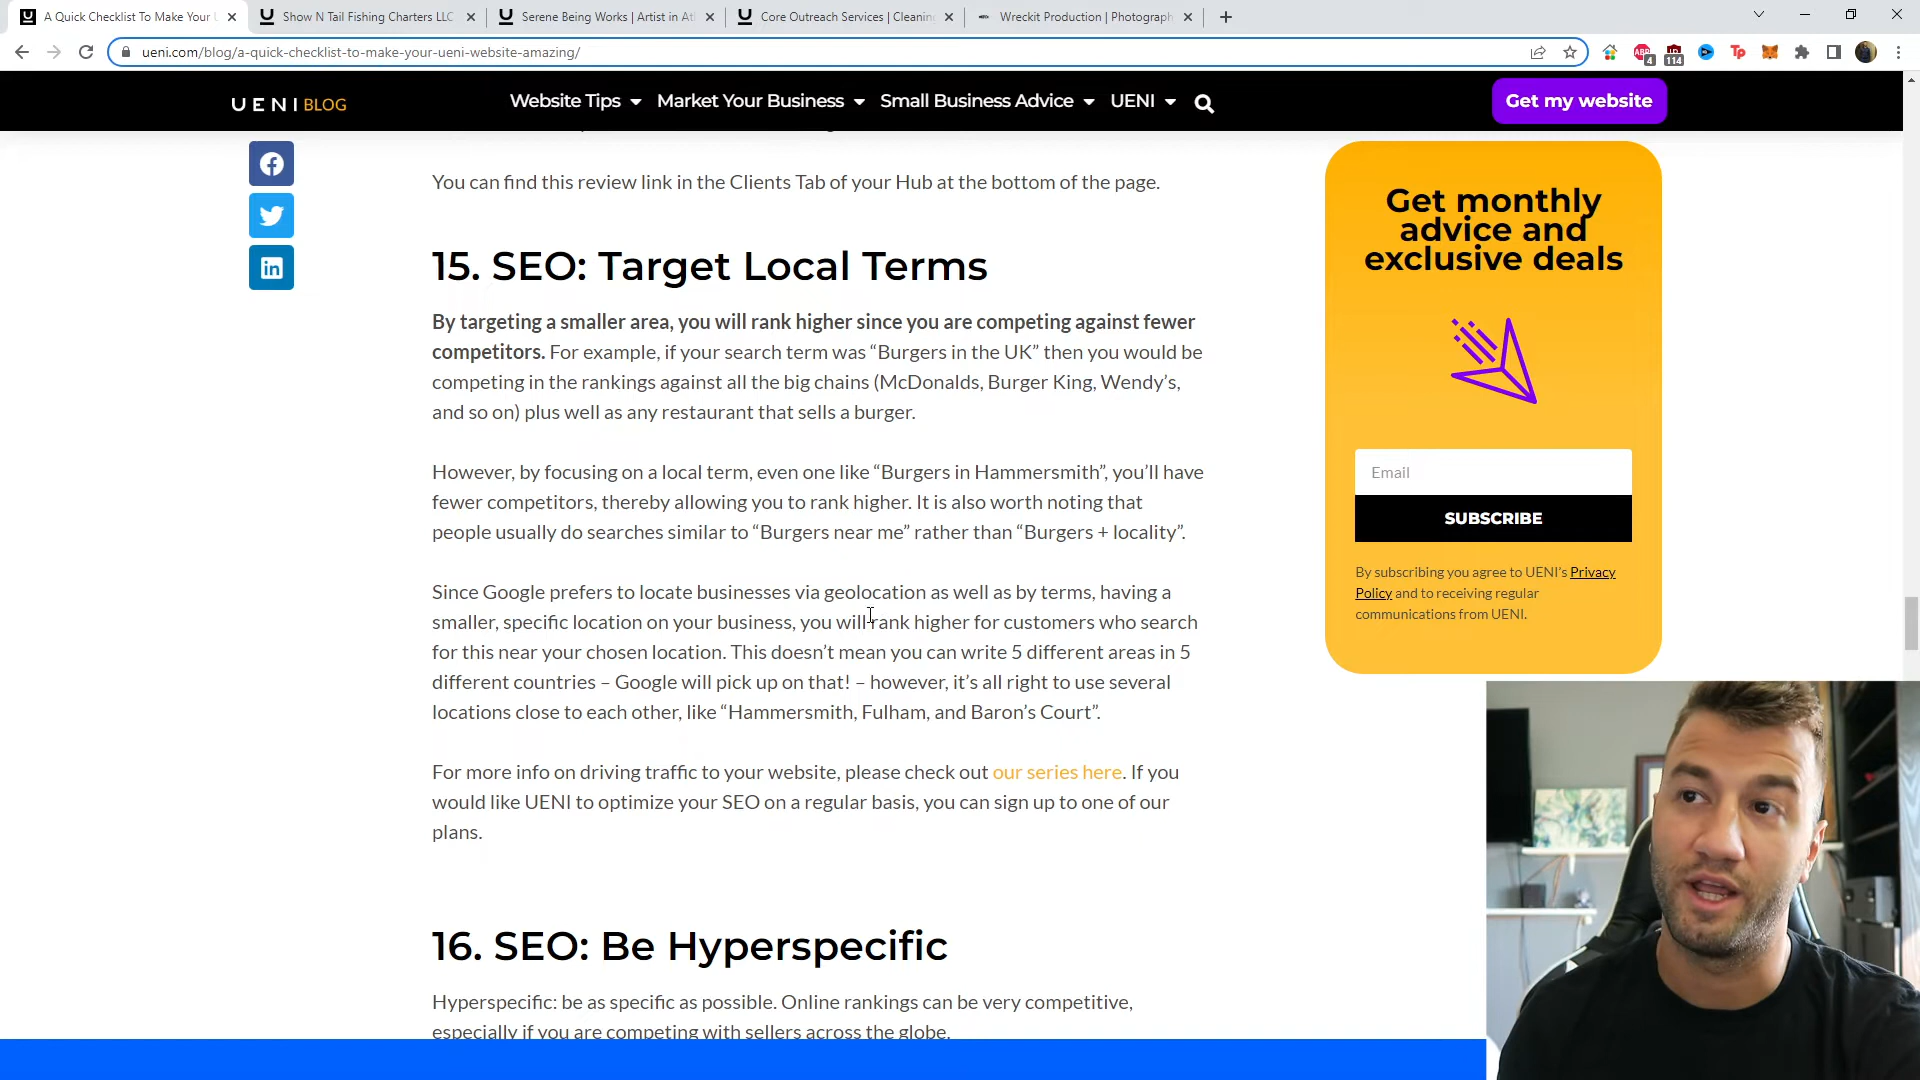 A Quick Checklist To Make Your U
Show N Tail Fishing Charters LLC
Serene Being Works | Artist in Atl
Core Outreach Services | Cleaning
Wreckit Production | Photograph
ueni.com/blog/a-quick-checklist-to-make-your-ueni-website-amazing/
4
114
UENI BLOG
Website Tips
Market Your Business
Small Business Advice
UENI
Get my website
You can find this review link in the Clients Tab of your Hub at the bottom of the page.
15. SEO: Target Local Terms
By targeting a smaller area, you will rank higher since you are competing against fewer
competitors. For example, if your search term was “Burgers in the UK” then you would be
competing in the rankings against all the big chains (McDonalds, Burger King, Wendy’s,
and so on) plus well as any restaurant that sells a burger.
However, by focusing on a local term, even one like “Burgers in Hammersmith”, you’ll have
fewer competitors, thereby allowing you to rank higher. It is also worth noting that
people usually do searches similar to “Burgers near me” rather than “Burgers + locality”.
Since Google prefers to locate businesses via geolocation as well as by terms, having a
smaller, specific location on your business, you will rank higher for customers who search
for this near your chosen location. This doesn’t mean you can write 5 different areas in 5
different countries – Google will pick up on that! – however, it’s all right to use several
locations close to each other, like “Hammersmith, Fulham, and Baron’s Court”.
For more info on driving traffic to your website, please check out our series here. If you
would like UENI to optimize your SEO on a regular basis, you can sign up to one of our
plans.
16. SEO: Be Hyperspecific
Hyperspecific: be as specific as possible. Online rankings can be very competitive,
especially if you are competing with sellers across the globe.
Get monthly
advice and
exclusive deals
Email
SUBSCRIBE
By subscribing you agree to UENI’s Privacy
Policy and to receiving regular
communications from UENI.